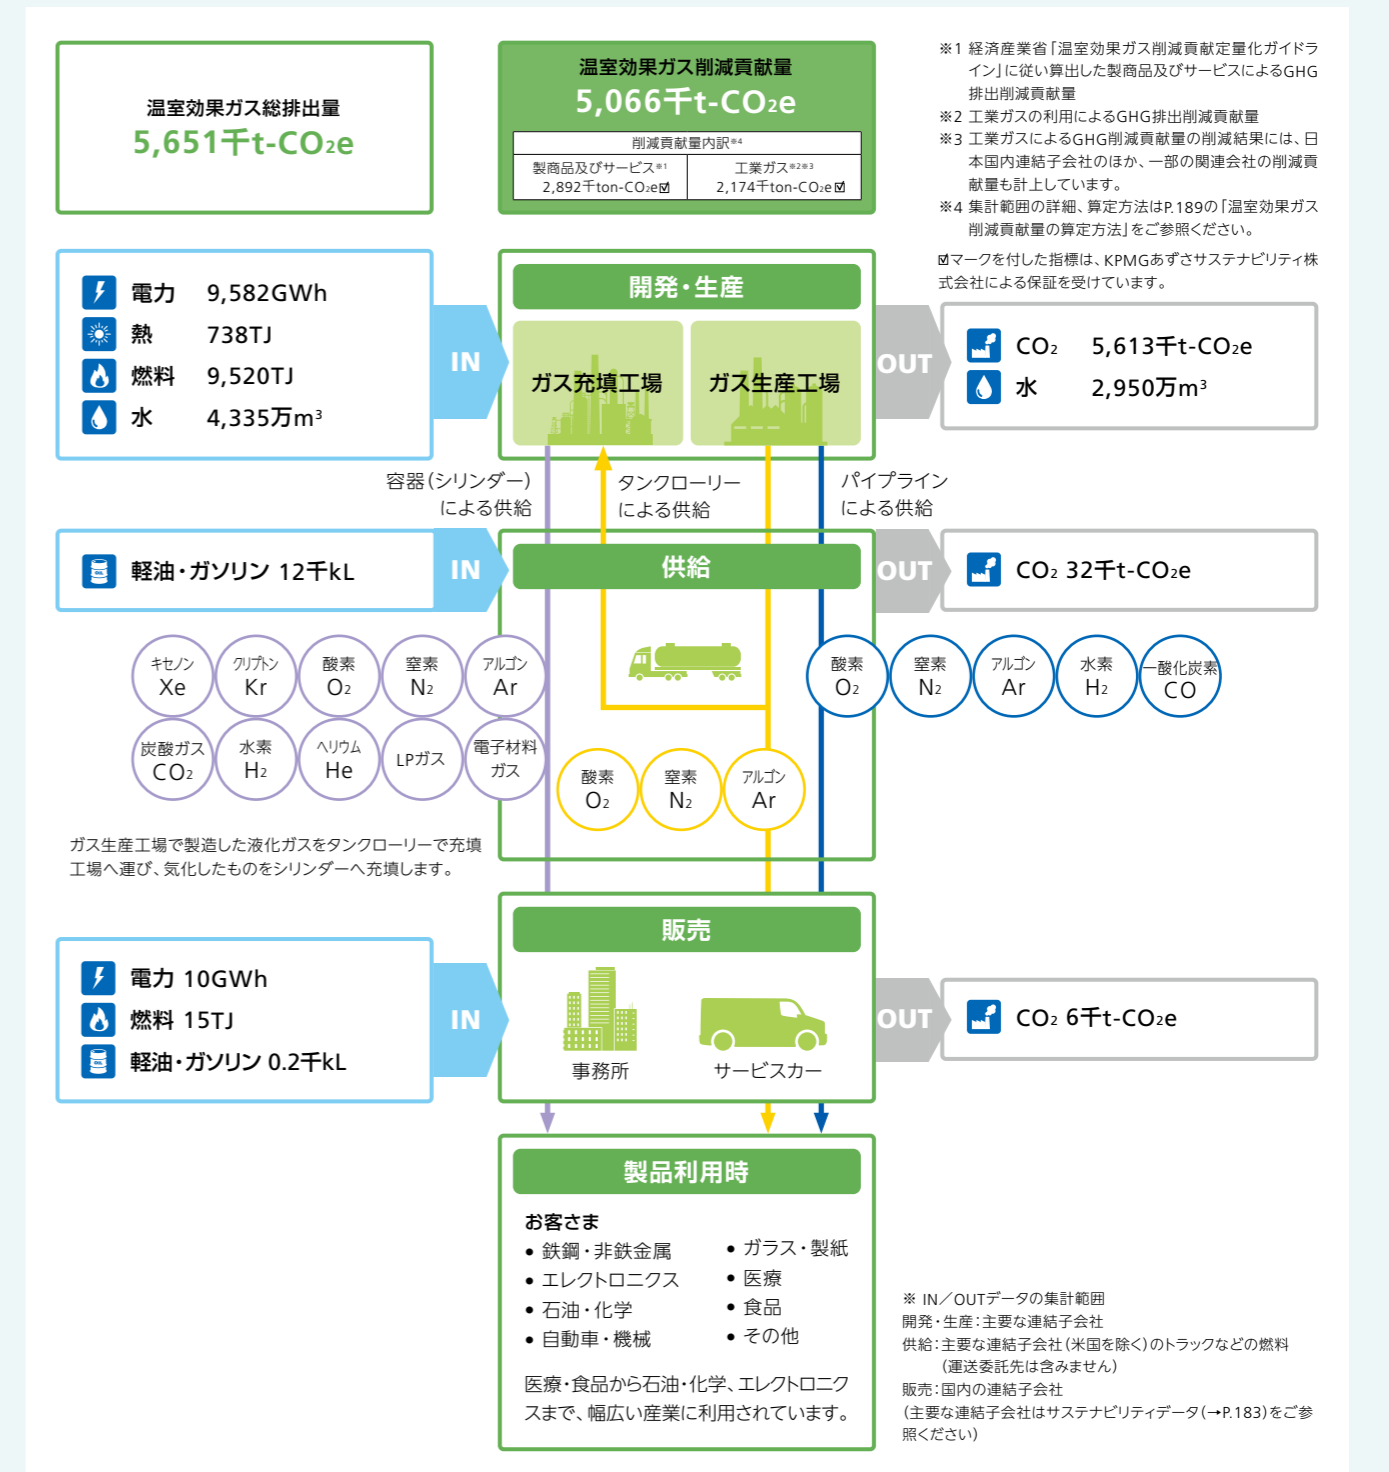 温室効果ガス総排出量
5,651千t-CO₂e
温室効果ガス削減貢献量
5,066千t-CO₂e
削減貢献量内訳※4
製商品及びサービス※1
2,892千ton-CO₂e☑
工業ガス※2※3
2,174千ton-CO₂e☑
※1 経済産業省「温室効果ガス削減貢献定量化ガイドラ
イン」に従い算出した製商品及びサービスによるGHG
排出削減貢献量
※2 工業ガスの利用によるGHG排出削減貢献量
※3 工業ガスによるGHG削減貢献量の削減結果には、日
本国内連結子会社のほか、一部の関連会社の削減貢
献量も計上しています。
※4 集計範囲の詳細、算定方法はP.189の「温室効果ガス
削減貢献量の算定方法」をご参照ください。
☑マークを付した指標は、KPMGあずさサステナビリティ株
式会社による保証を受けています。
電力 9,582GWh
熱 738TJ
燃料 9,520TJ
水 4,335万m³
IN
開発・生産
ガス充填工場
ガス生産工場
OUT
CO₂ 5,613千t-CO₂e
水 2,950万m³
容器(シリンダー)
による供給
タンクローリー
による供給
パイプライン
による供給
軽油・ガソリン 12千kL
IN
供給
OUT
CO₂ 32千t-CO₂e
キセノン
Xe
クリプトン
Kr
酸素
O₂
窒素
N₂
アルゴン
Ar
炭酸ガス
CO₂
水素
H₂
ヘリウム
He
LPガス
電子材料
ガス
酸素
O₂
窒素
N₂
アルゴン
Ar
酸素
O₂
窒素
N₂
アルゴン
Ar
水素
H₂
一酸化炭素
CO
ガス生産工場で製造した液化ガスをタンクローリーで充填
工場へ運び、気化したものをシリンダーへ充填します。
電力 10GWh
燃料 15TJ
軽油・ガソリン 0.2千kL
IN
販売
事務所
サービスカー
OUT
CO₂ 6千t-CO₂e
製品利用時
お客さま
• 鉄鋼・非鉄金属
• エレクトロニクス
• 石油・化学
• 自動車・機械
• ガラス・製紙
• 医療
• 食品
• その他
医療・食品から石油・化学、エレクトロニク
スまで、幅広い産業に利用されています。
※ IN／OUTデータの集計範囲
開発・生産：主要な連結子会社
供給：主要な連結子会社(米国を除く)のトラックなどの燃料
(運送委託先は含みません)
販売：国内の連結子会社
(主要な連結子会社はサステナビリティデータ(→P.183)をご参
照ください)